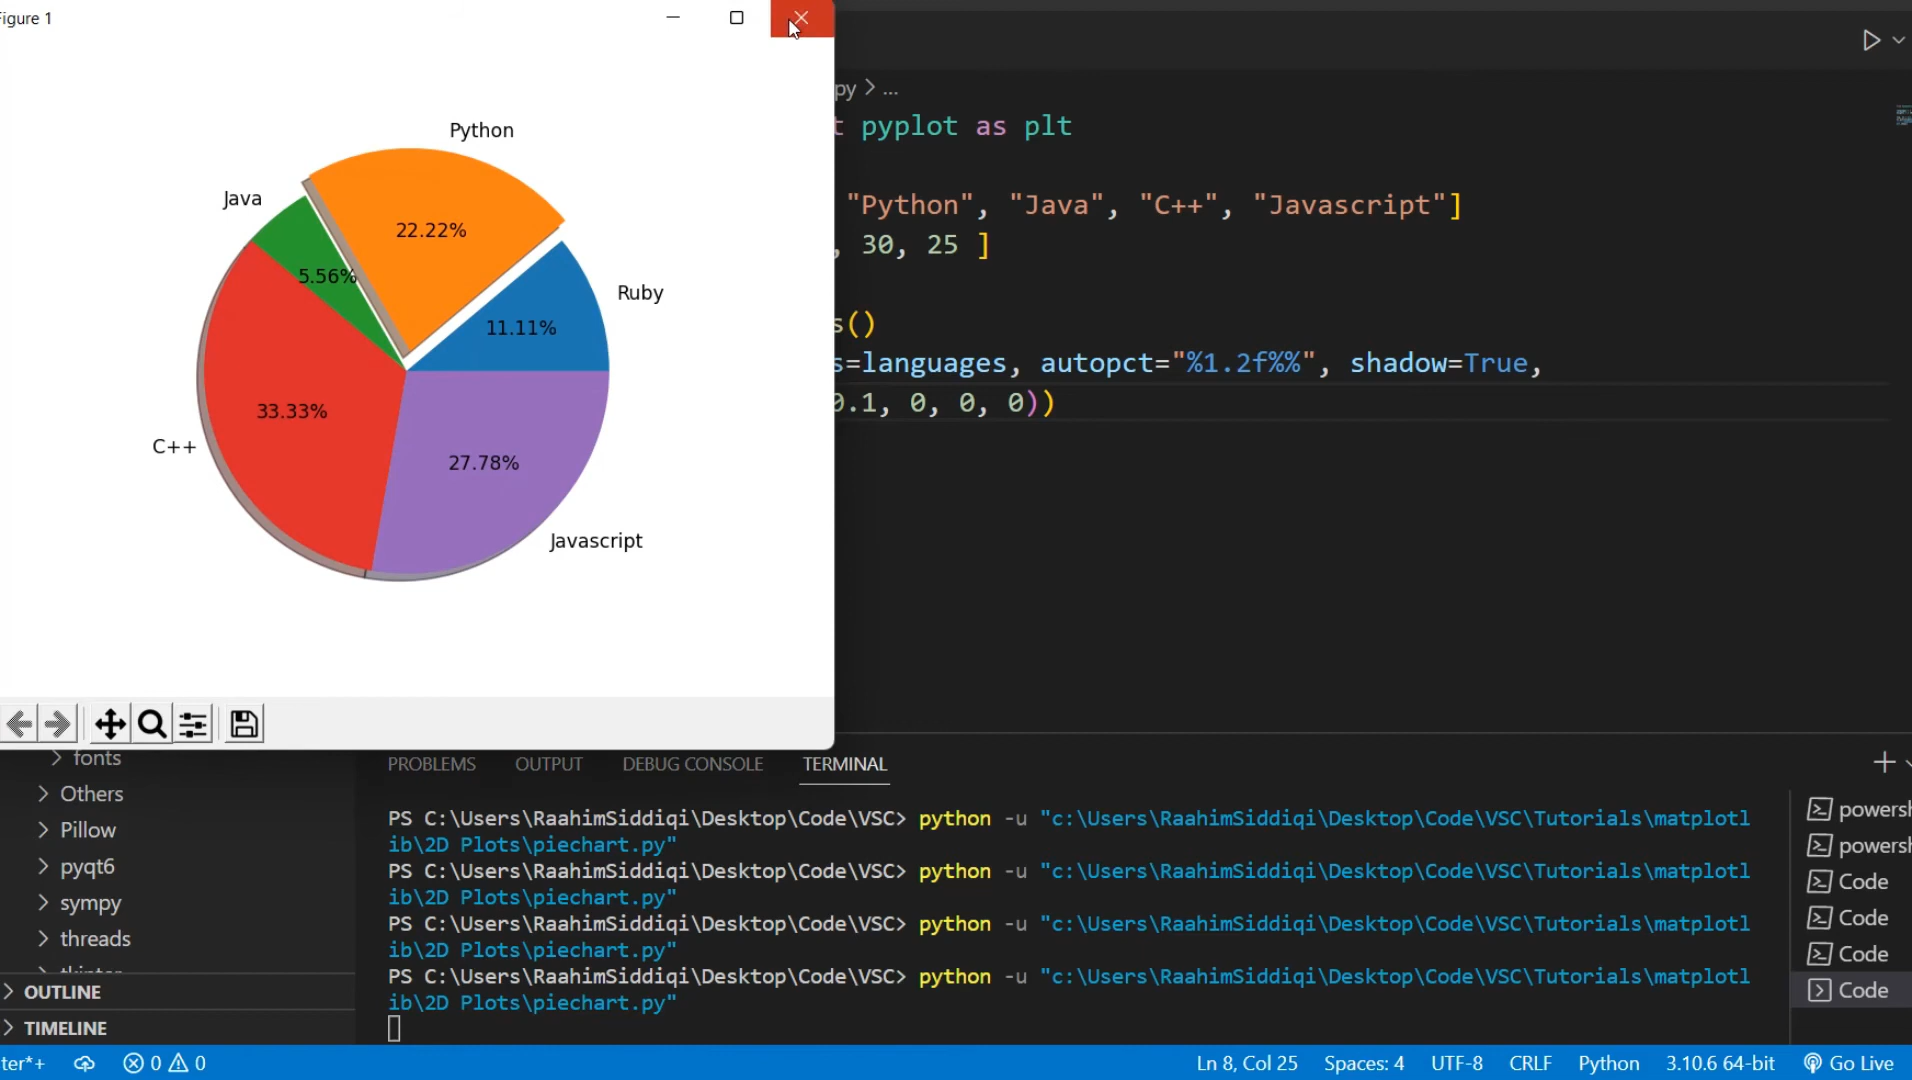 Figure 1
Python
Java
22.22%
5.56%
Ruby
11.11%
33.33%
C++
27.78%
Javascript
py > ...
t pyplot as plt
"Python", "Java", "C++", "Javascript"]
, 30, 25 ]
s()
s=languages, autopct="%1.2f%%", shadow=True,
0.1, 0, 0, 0))
fonts
Others
Pillow
pyqt6
sympy
threads
OUTLINE
TIMELINE
PROBLEMS OUTPUT DEBUG CONSOLE TERMINAL
PS C:\Users\RaahimSiddiqi\Desktop\Code\VSC> python -u "c:\Users\RaahimSiddiqi\Desktop\Code\VSC\Tutorials\matplotl
ib\2D Plots\piechart.py"
PS C:\Users\RaahimSiddiqi\Desktop\Code\VSC> python -u "c:\Users\RaahimSiddiqi\Desktop\Code\VSC\Tutorials\matplotl
ib\2D Plots\piechart.py"
PS C:\Users\RaahimSiddiqi\Desktop\Code\VSC> python -u "c:\Users\RaahimSiddiqi\Desktop\Code\VSC\Tutorials\matplotl
ib\2D Plots\piechart.py"
PS C:\Users\RaahimSiddiqi\Desktop\Code\VSC> python -u "c:\Users\RaahimSiddiqi\Desktop\Code\VSC\Tutorials\matplotl
ib\2D Plots\piechart.py"
powersh
powersh
Code
Code
Code
Code
ter*+ 0 0 Ln 8, Col 25 Spaces: 4 UTF-8 CRLF Python 3.10.6 64-bit Go Live